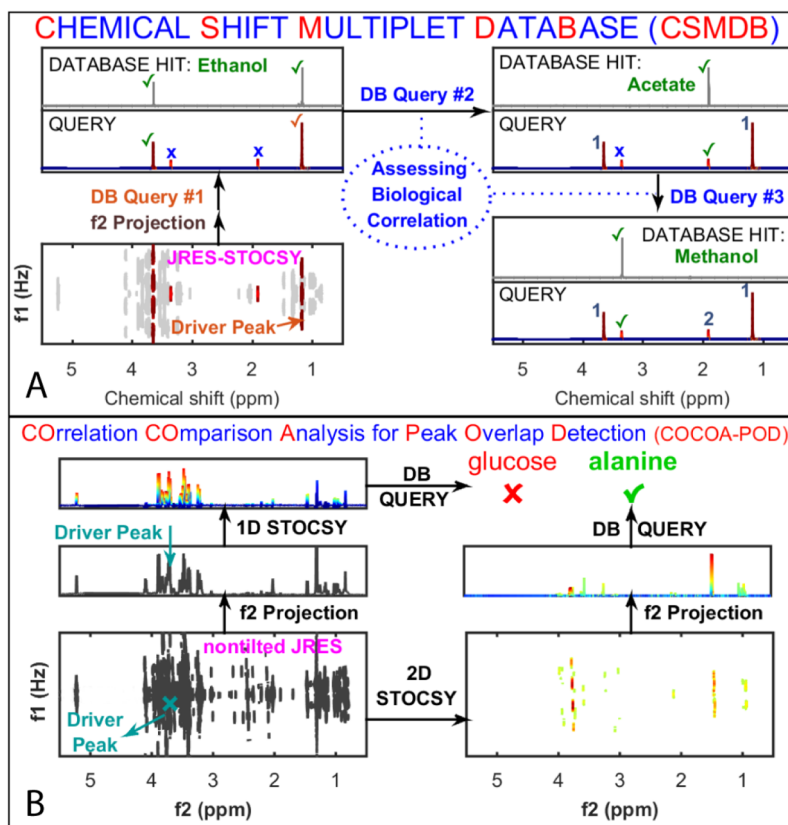 CHEMICAL SHIFT MULTIPLET DATABASE (CSMDB)
DATABASE HIT: Ethanol
✓ ✓
QUERY
✓ x x ✓
DB Query #2
DATABASE HIT:
Acetate
✓
QUERY
1 x ✓ 1
Assessing
Biological
Correlation
DB Query #1
f2 Projection
DB Query #3
DATABASE HIT:
Methanol
✓
QUERY
1 ✓ 2 1
JRES-STOCSY
Driver Peak
f1 (Hz)
5 4 3 2 1
Chemical shift (ppm)
5 4 3 2 1
Chemical shift (ppm)
A
COrrelation COmparison Analysis for Peak Overlap Detection (COCOA-POD)
DB
QUERY
glucose alanine
x ✓
1D STOCSY
Driver Peak
DB QUERY
f2 Projection
f2 Projection
nontilted JRES
x
Driver
Peak
f1 (Hz)
2D
STOCSY
5 4 3 2 1
f2 (ppm)
5 4 3 2 1
f2 (ppm)
B